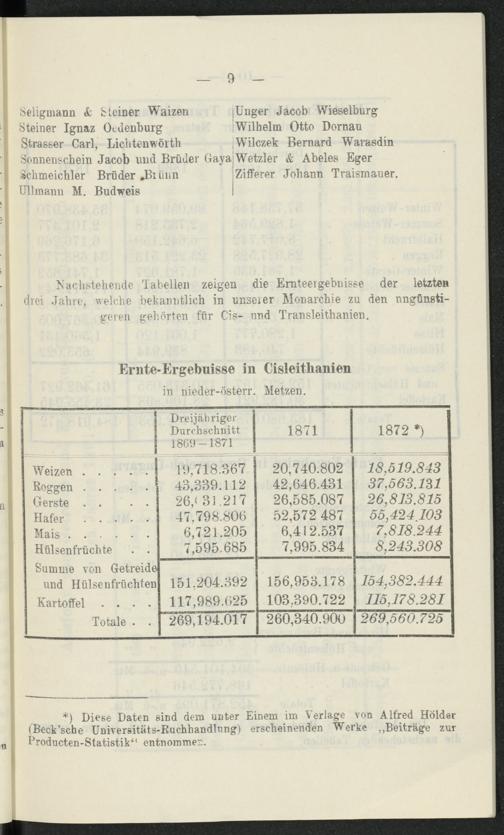 — 9 —
Seligmann & Steiner Waizen
Steiner Ignaz Oedenburg
Strasser Carl, Lichtenwörth
Sonnenschein Jacob und Brüder Gaya
Schmeichler Brüder Brünn
Ullmann M. Budweis
Unger Jacob Wieselburg
Wilhelm Otto Dornau
Wilczek Bernard Warasdin
Wetzler & Abeles Eger
Zifferer Johann Traismauer.
Nachstehende Tabellen zeigen die Ernteergebnisse der letzten
drei Jahre, welche bekanntlich in unserer Monarchie zu den nngünsti-
geren gehörten für Cis- und Transleithanien.
Ernte-Ergebuisse in Cisleithanien
in nieder-österr. Metzen.
Dreijähriger
Durchschnitt
1869—1871
1871
1872 *)
Weizen . . . . . 19,718.367 20,740.802 18,519.843
Roggen . . . . . 43,339.112 42,646.431 37,563.131
Gerste . . . . 26,031.217 26,585.087 26,813.815
Hafer . . . . 47,798.806 52,572 487 55,424.103
Mais . . . . . 6,721.205 6,412.537 7,818.244
Hülsenfrüchte . . 7,595.685 7,995.834 8,243.308
Summe von Getreide
und Hülsenfrüchten 151,204.392 156,953.178 154,382.444
Kartoffel . . . . 117,989.625 103,390.722 115,178.281
Totale . . 269,194.017 260,340.900 269,560.725
*) Diese Daten sind dem unter Einem im Verlage von Alfred Hölder
(Beck'sche Universitäts-Buchhandlung) erscheinenden Werke „Beiträge zur
Producten-Statistik“ entnommen.